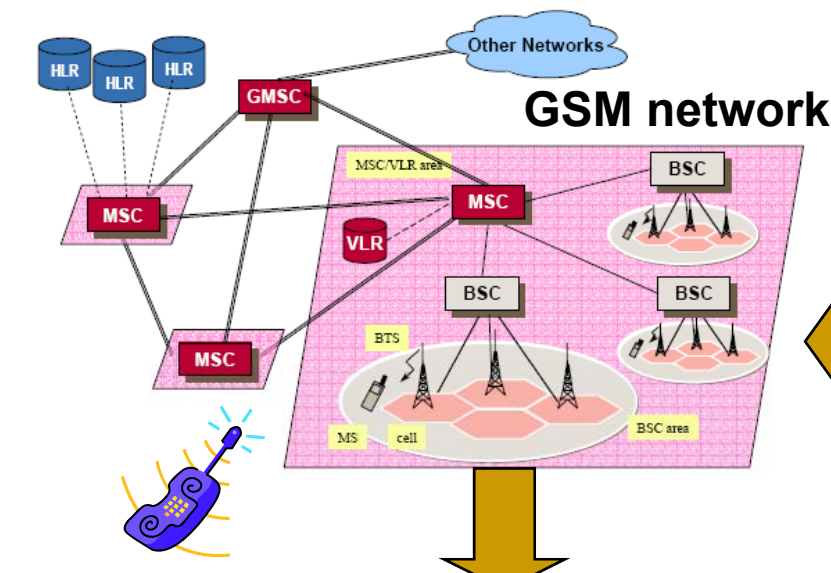 Other Networks
HLR
HLR
HLR
GMSC
GSM network
MSC/VLR area
BSC
MSC
MSC
VLR
BSC
BSC
BTS
MSC
MS
cell
BSC area